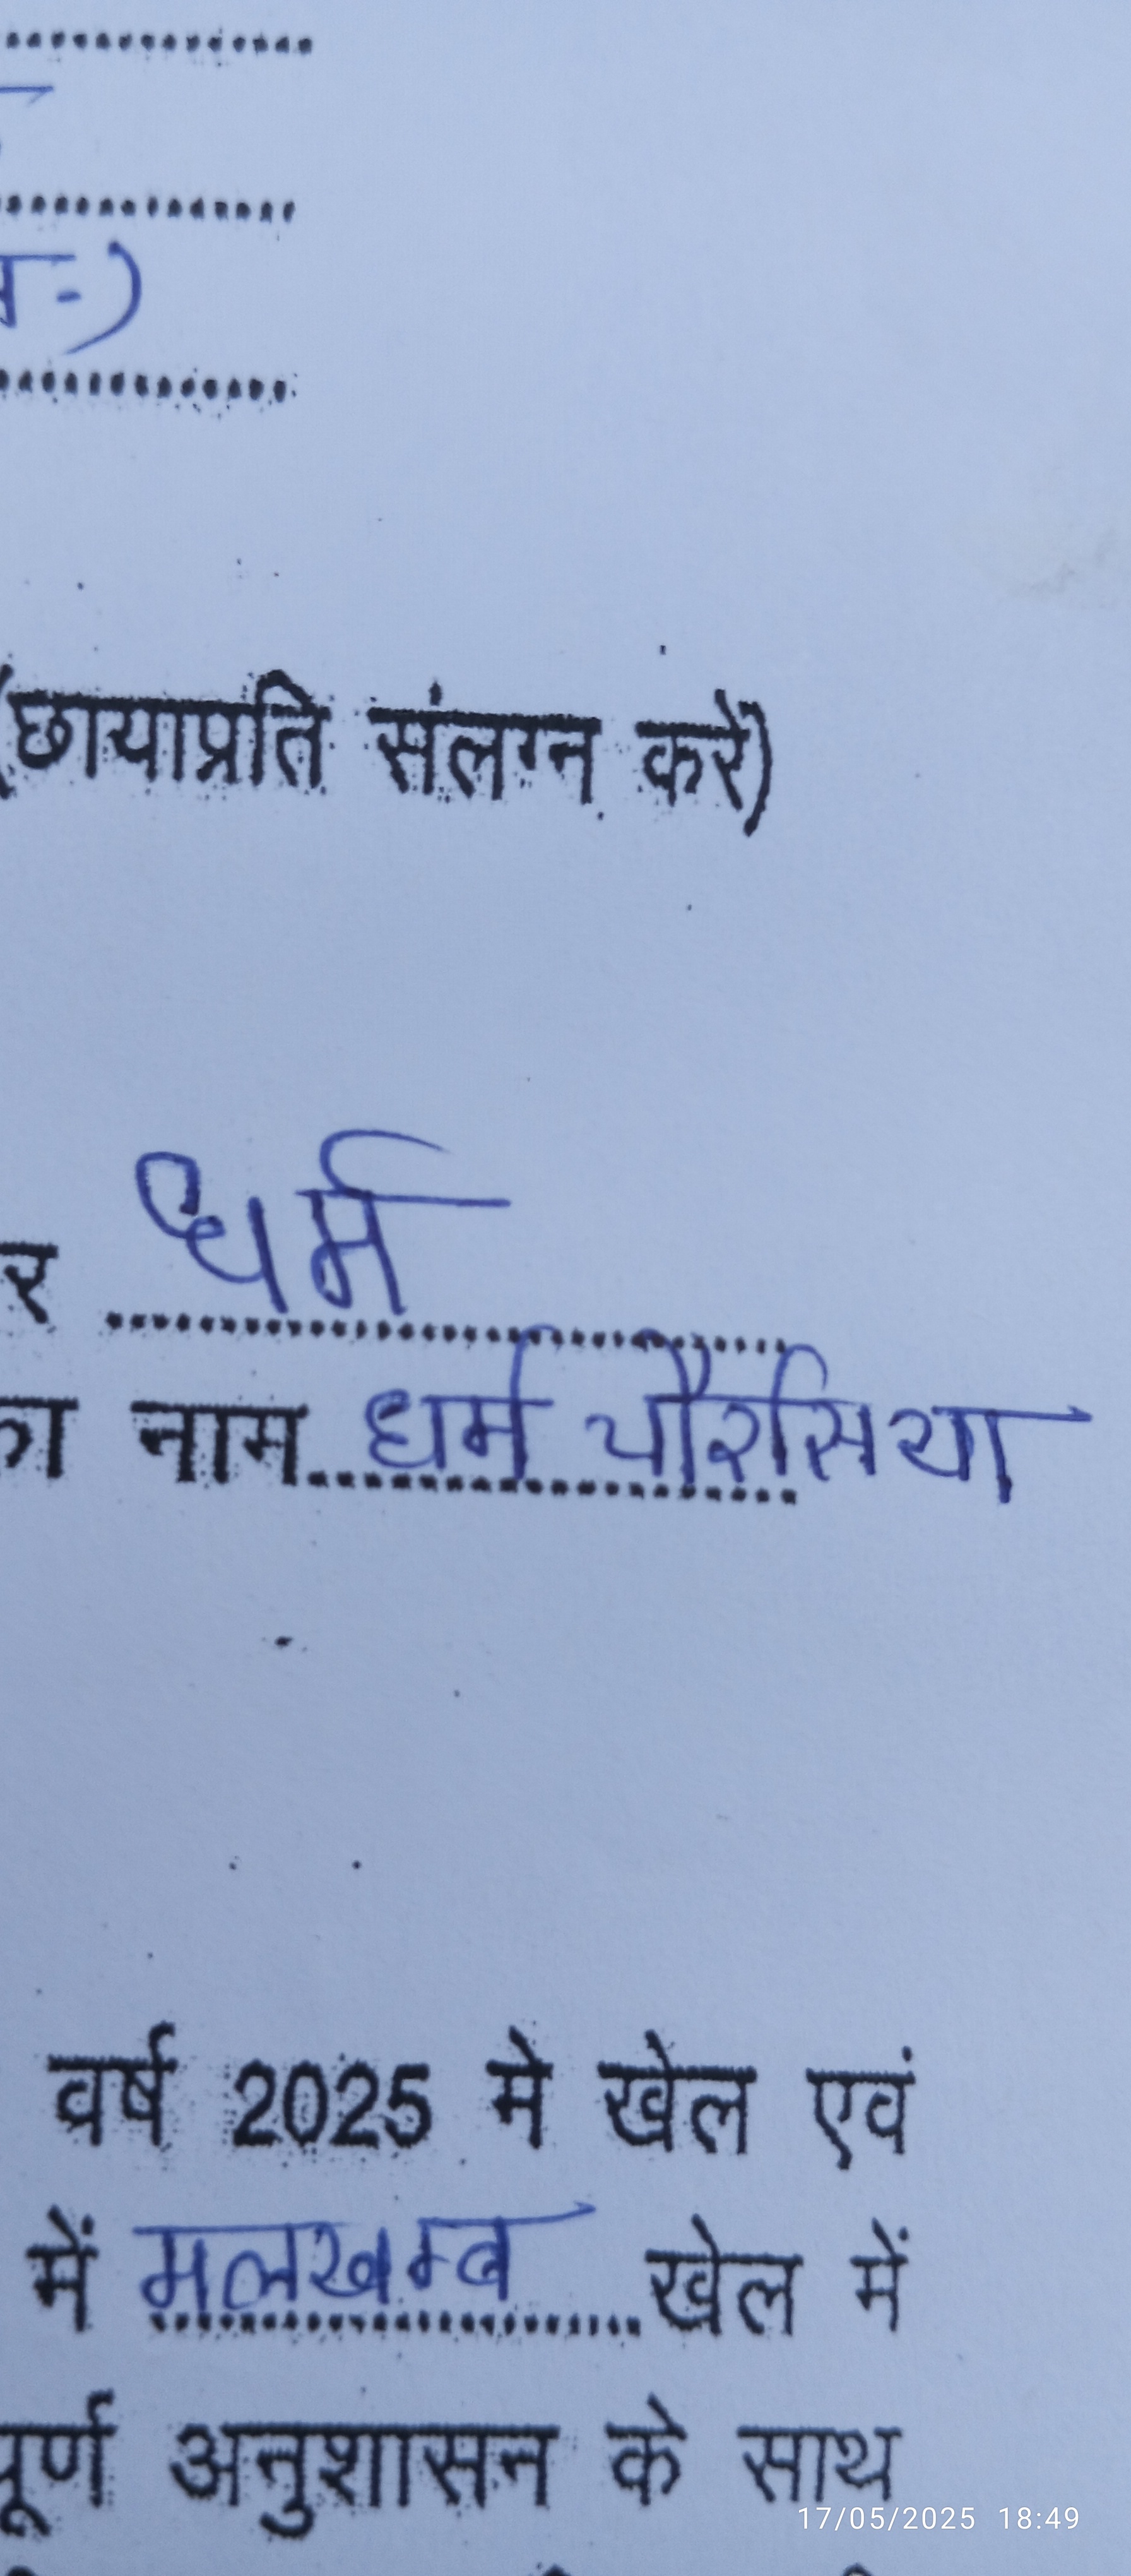 (छायाप्रति संलग्न करें)
र धर्म
का नाम धर्म चौरसिया
वर्ष 2025 मे खेल एवं
में मलखम्ब खेल में
पूर्ण अनुशासन के साथ
17/05/2025 18:49